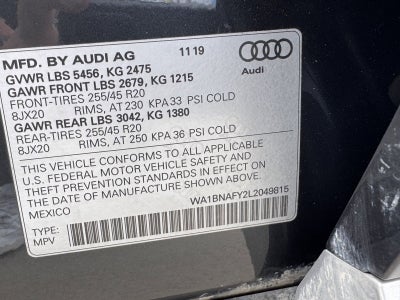 MFD. BY AUDI AG 11 19
GVWR LBS 5456, KG 2475
GAWR FRONT LBS 2679, KG 1215
FRONT-TIRES 255/45 R20
8JX20 RIMS, AT 230 KPA 33 PSI COLD
GAWR REAR LBS 3042, KG 1380
REAR-TIRES 255/45 R20
8JX20 RIMS, AT 250 KPA 36 PSI COLD
Audi
THIS VEHICLE CONFORMS TO ALL APPLICABLE
U.S. FEDERAL MOTOR VEHICLE SAFETY AND
THEFT PREVENTION STANDARDS IN EFFECT ON
THE DATE OF MANUFACTURE SHOWN ABOVE.
MEXICO
WA1BNAFY2L2049815
TYPE:
MPV